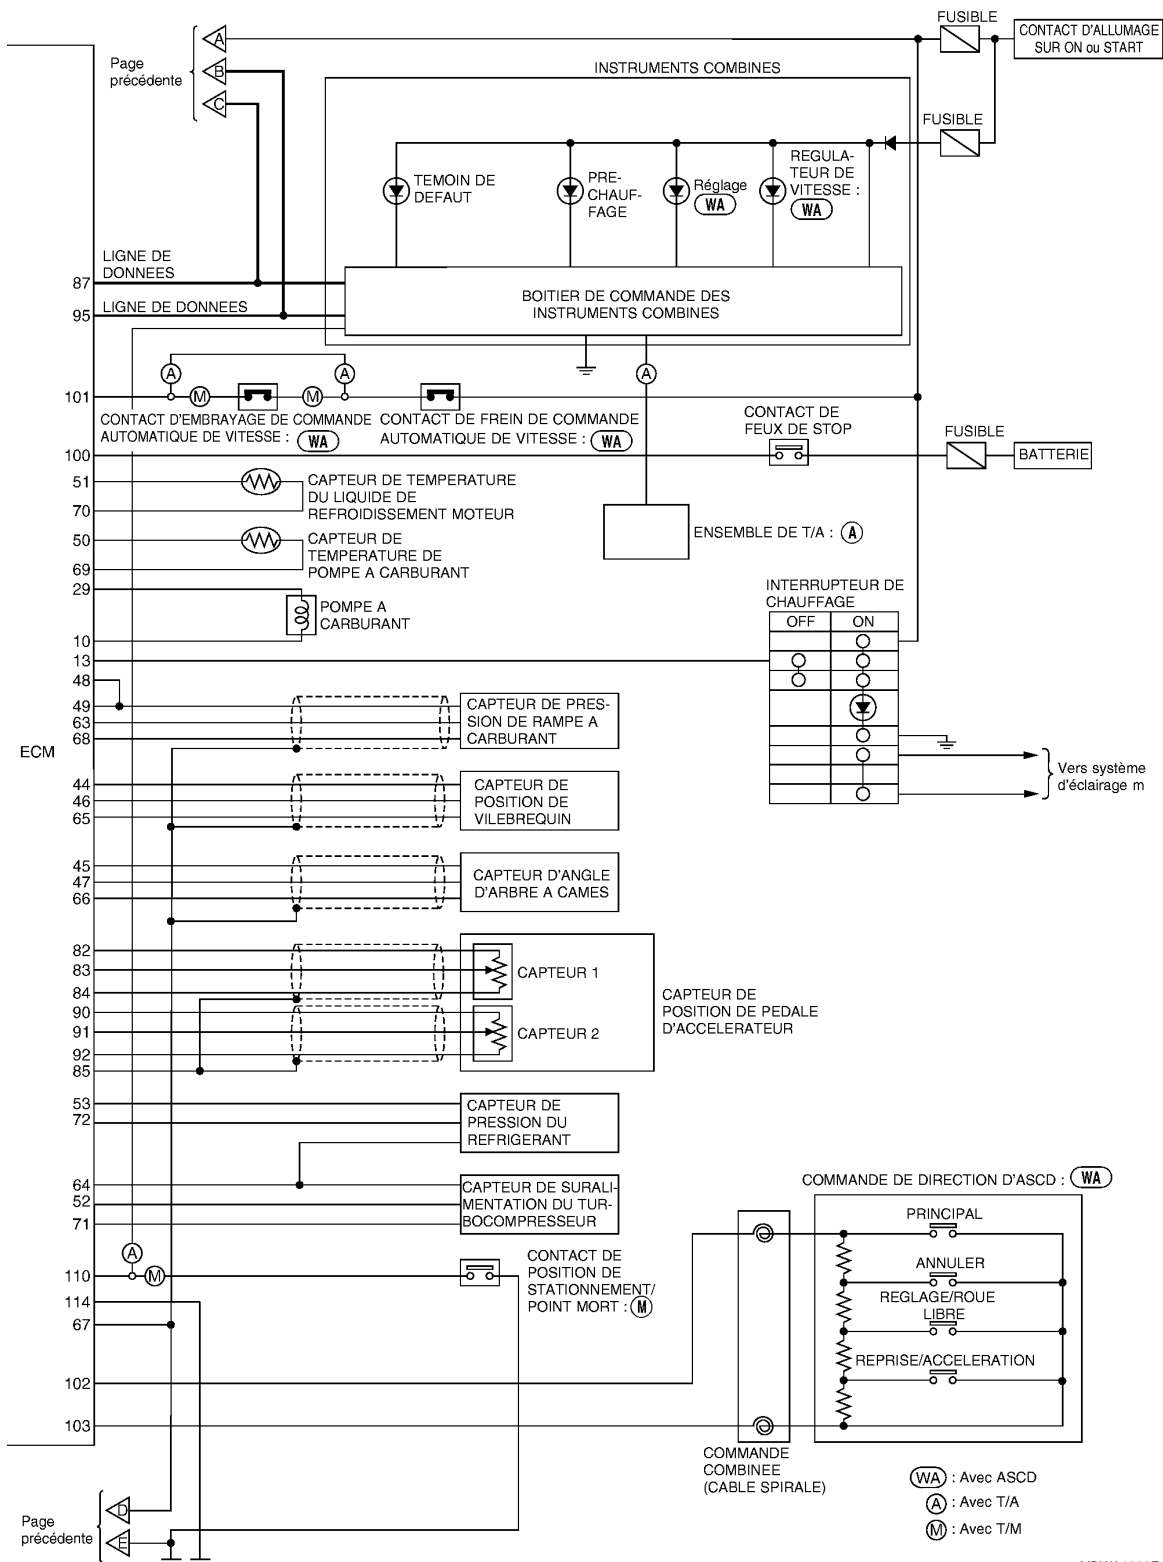 FUSIBLE
CONTACT D'ALLUMAGE
SUR ON ou START
A
Page
précédente
B
C
INSTRUMENTS COMBINES
FUSIBLE
TEMOIN DE
DEFAUT
PRE-
CHAUF-
FAGE
Réglage
WA
REGULA-
TEUR DE
VITESSE :
WA
LIGNE DE
DONNEES
87
95
LIGNE DE DONNEES
BOITIER DE COMMANDE DES
INSTRUMENTS COMBINES
A
A
A
101
M
M
CONTACT D'EMBRAYAGE DE COMMANDE
AUTOMATIQUE DE VITESSE : WA
CONTACT DE FREIN DE COMMANDE
AUTOMATIQUE DE VITESSE : WA
CONTACT DE
FEUX DE STOP
FUSIBLE
BATTERIE
100
51
70
CAPTEUR DE TEMPERATURE
DU LIQUIDE DE
REFROIDISSEMENT MOTEUR
ENSEMBLE DE T/A : A
50
69
CAPTEUR DE
TEMPERATURE DE
POMPE A CARBURANT
29
10
POMPE A
CARBURANT
INTERRUPTEUR DE
CHAUFFAGE
OFF ON
13
48
49
63
68
CAPTEUR DE PRES-
SION DE RAMPE A
CARBURANT
ECM
Vers système
d'éclairage m
44
46
65
CAPTEUR DE
POSITION DE
VILEBREQUIN
45
47
66
CAPTEUR D'ANGLE
D'ARBRE A CAMES
82
83
84
CAPTEUR 1
90
91
92
85
CAPTEUR 2
CAPTEUR DE
POSITION DE PEDALE
D'ACCELERATEUR
53
72
CAPTEUR DE
PRESSION DU
REFRIGERANT
64
52
71
CAPTEUR DE SURALI-
MENTATION DU TUR-
BOCOMPRESSEUR
COMMANDE DE DIRECTION D'ASCD : WA
PRINCIPAL
ANNULER
REGLAGE/ROUE
LIBRE
REPRISE/ACCELERATION
A
110
M
CONTACT DE
POSITION DE
STATIONNEMENT/
POINT MORT : M
114
67
102
103
COMMANDE
COMBINEE
(CABLE SPIRALE)
WA : Avec ASCD
A : Avec T/A
M : Avec T/M
Page
précédente
D
E